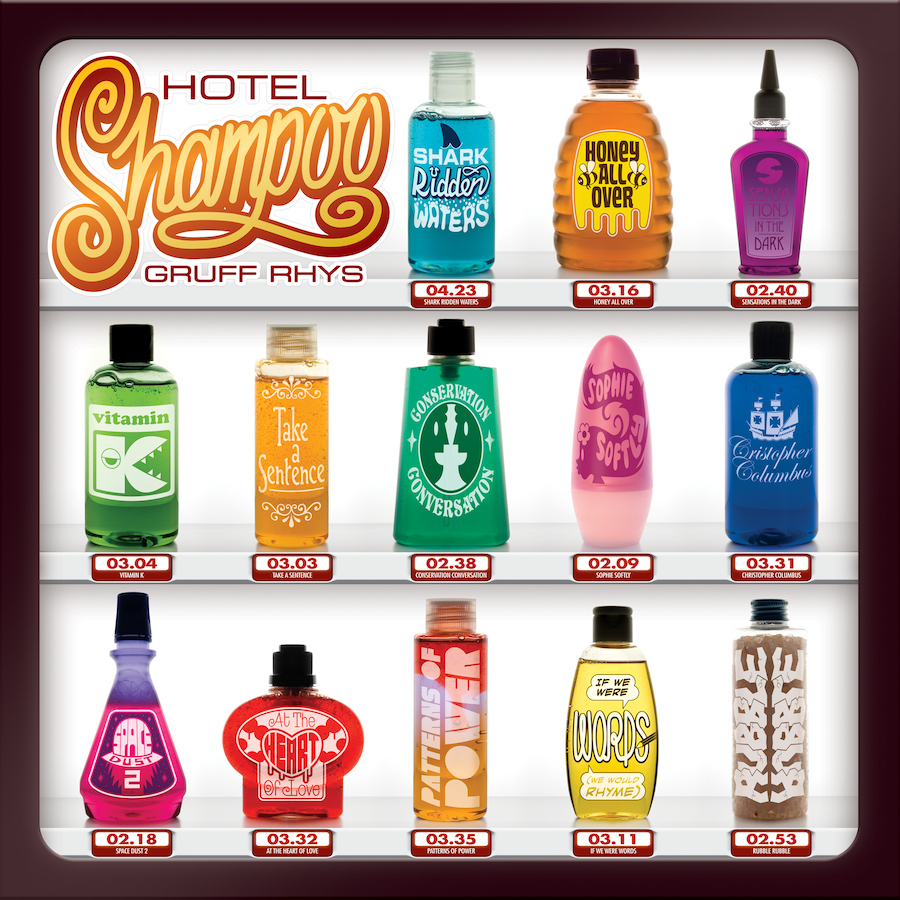 HOTEL
Shampoo
GRUFF RHYS
SHARK
Ridden
WATERS
04.23
SHARK RIDDEN WATERS
HONEY
ALL
OVER
03.16
HONEY ALL OVER
S
SENSA
TIONS
IN THE
DARK
02.40
SENSATIONS IN THE DARK
vitamin
K
03.04
VITAMIN K
Take
a
Sentence
03.03
TAKE A SENTENCE
CONSERVATION
CONVERSATION
02.38
CONSERVATION CONVERSATION
SOPHIE
SOFTLY
02.09
SOPHIE SOFTLY
Cristopher
Columbus
03.31
CHRISTOPHER COLUMBUS
SPACE
DUST
2
02.18
SPACE DUST 2
At The
HEART
Of Love
03.32
AT THE HEART OF LOVE
PATTERNS OF
POWER
03.35
PATTERNS OF POWER
IF WE
WERE
WORDS
(WE WOULD
RHYME)
03.11
IF WE WERE WORDS
RUBBLE
RUBBLE
02.53
RUBBLE RUBBLE